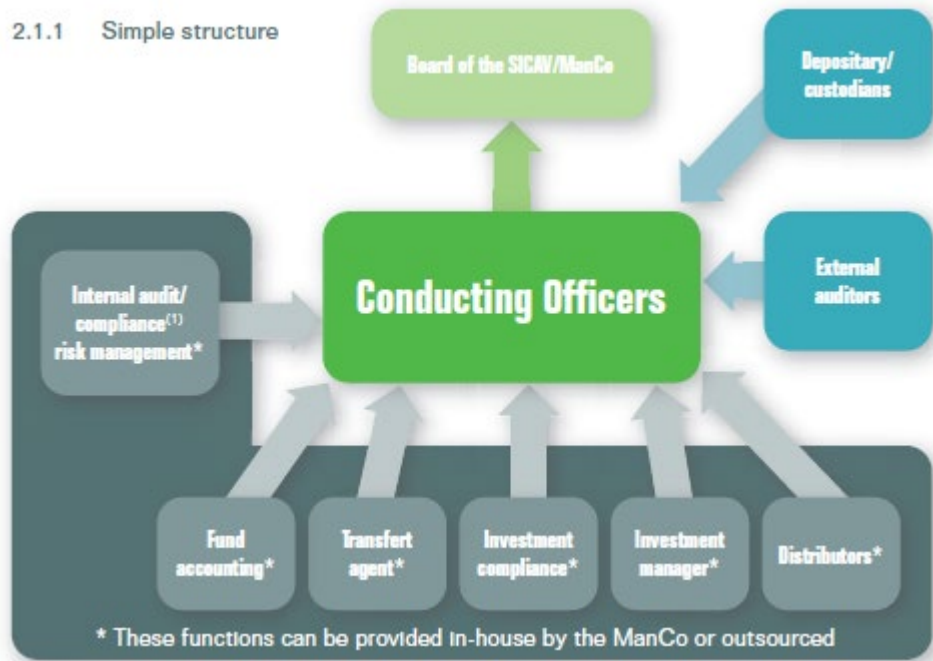 2.1.1 Simple structure
Board of the SICAV/ManCo
Depositary/
custodians
Internal audit/
compliance(1)
risk management*
Conducting Officers
External
auditors
Fund
accounting*
Transfert
agent*
Investment
compliance*
Investment
manager*
Distributors*
* These functions can be provided in-house by the ManCo or outsourced